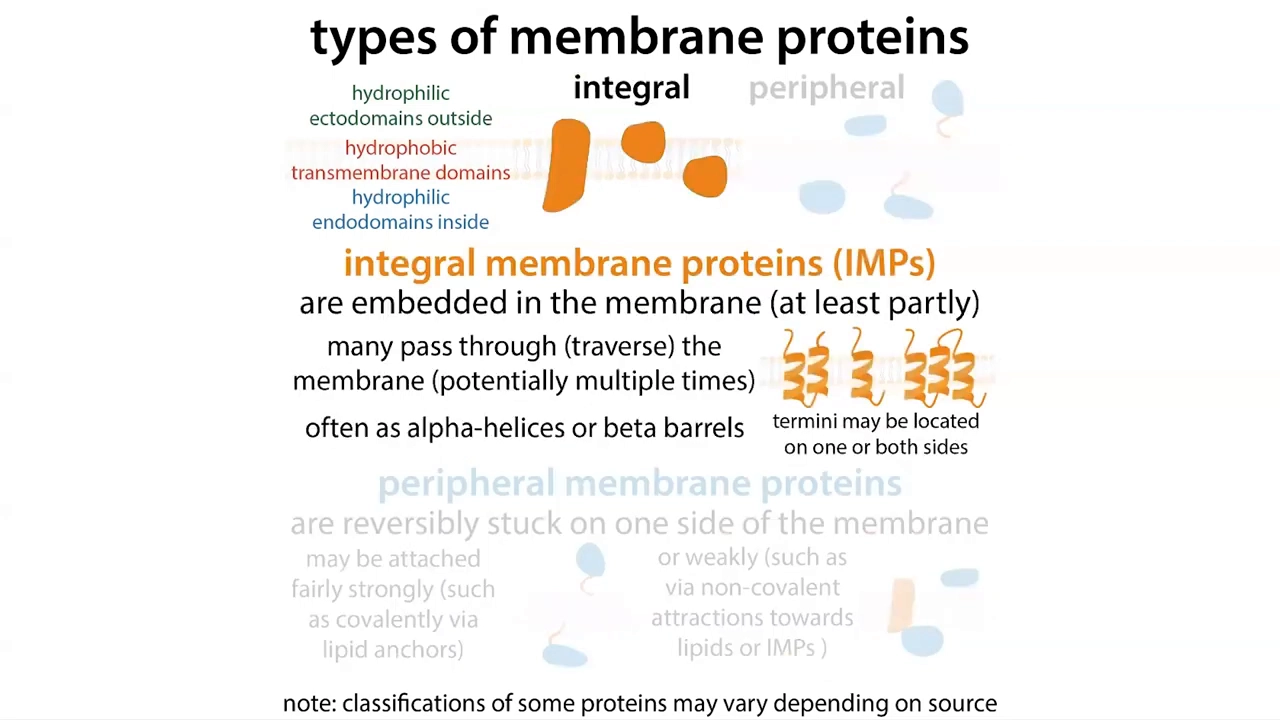 types of membrane proteins
integral
peripheral
hydrophilic
ectodomains outside
hydrophobic
transmembrane domains
hydrophilic
endodomains inside
integral membrane proteins (IMPs)
are embedded in the membrane (at least partly)
many pass through (traverse) the
membrane (potentially multiple times)
often as alpha-helices or beta barrels
termini may be located
on one or both sides
peripheral membrane proteins
are reversibly stuck on one side of the membrane
may be attached
fairly strongly (such
as covalently via
lipid anchors)
or weakly (such as
via non-covalent
attractions towards
lipids or IMPs )
note: classifications of some proteins may vary depending on source